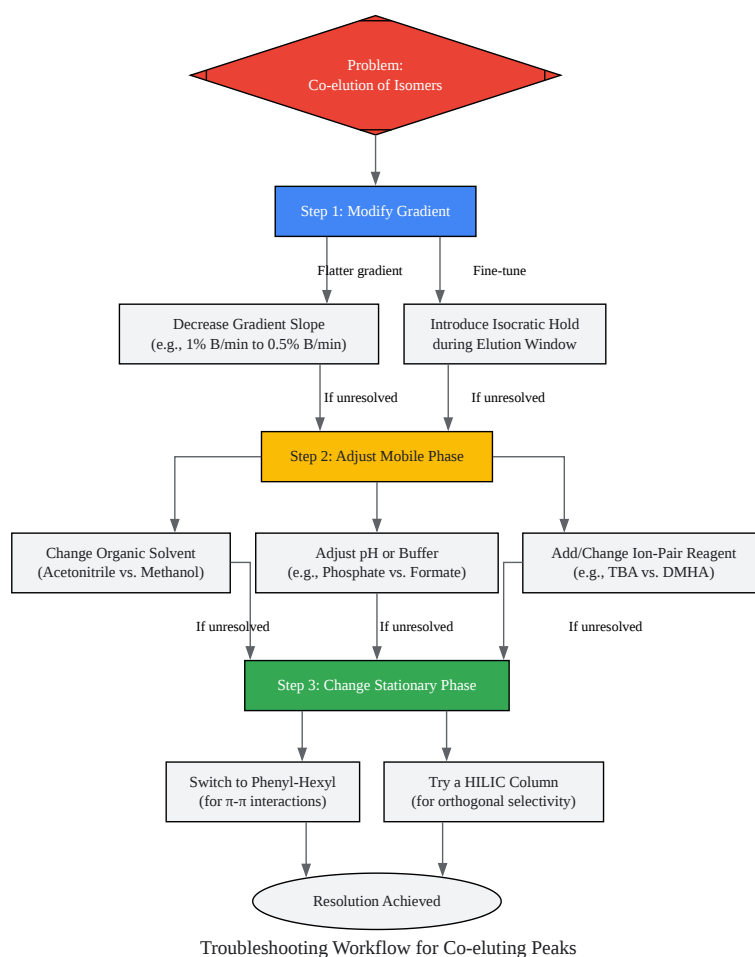 Problem:
Co-elution of Isomers
Step 1: Modify Gradient
Flatter gradient
Fine-tune
Decrease Gradient Slope
(e.g., 1% B/min to 0.5% B/min)
Introduce Isocratic Hold
during Elution Window
If unresolved
If unresolved
Step 2: Adjust Mobile Phase
Change Organic Solvent
(Acetonitrile vs. Methanol)
Adjust pH or Buffer
(e.g., Phosphate vs. Formate)
Add/Change Ion-Pair Reagent
(e.g., TBA vs. DMHA)
If unresolved
If unresolved
If unresolved
Step 3: Change Stationary Phase
Switch to Phenyl-Hexyl
(for π-π interactions)
Try a HILIC Column
(for orthogonal selectivity)
Resolution Achieved
Troubleshooting Workflow for Co-eluting Peaks